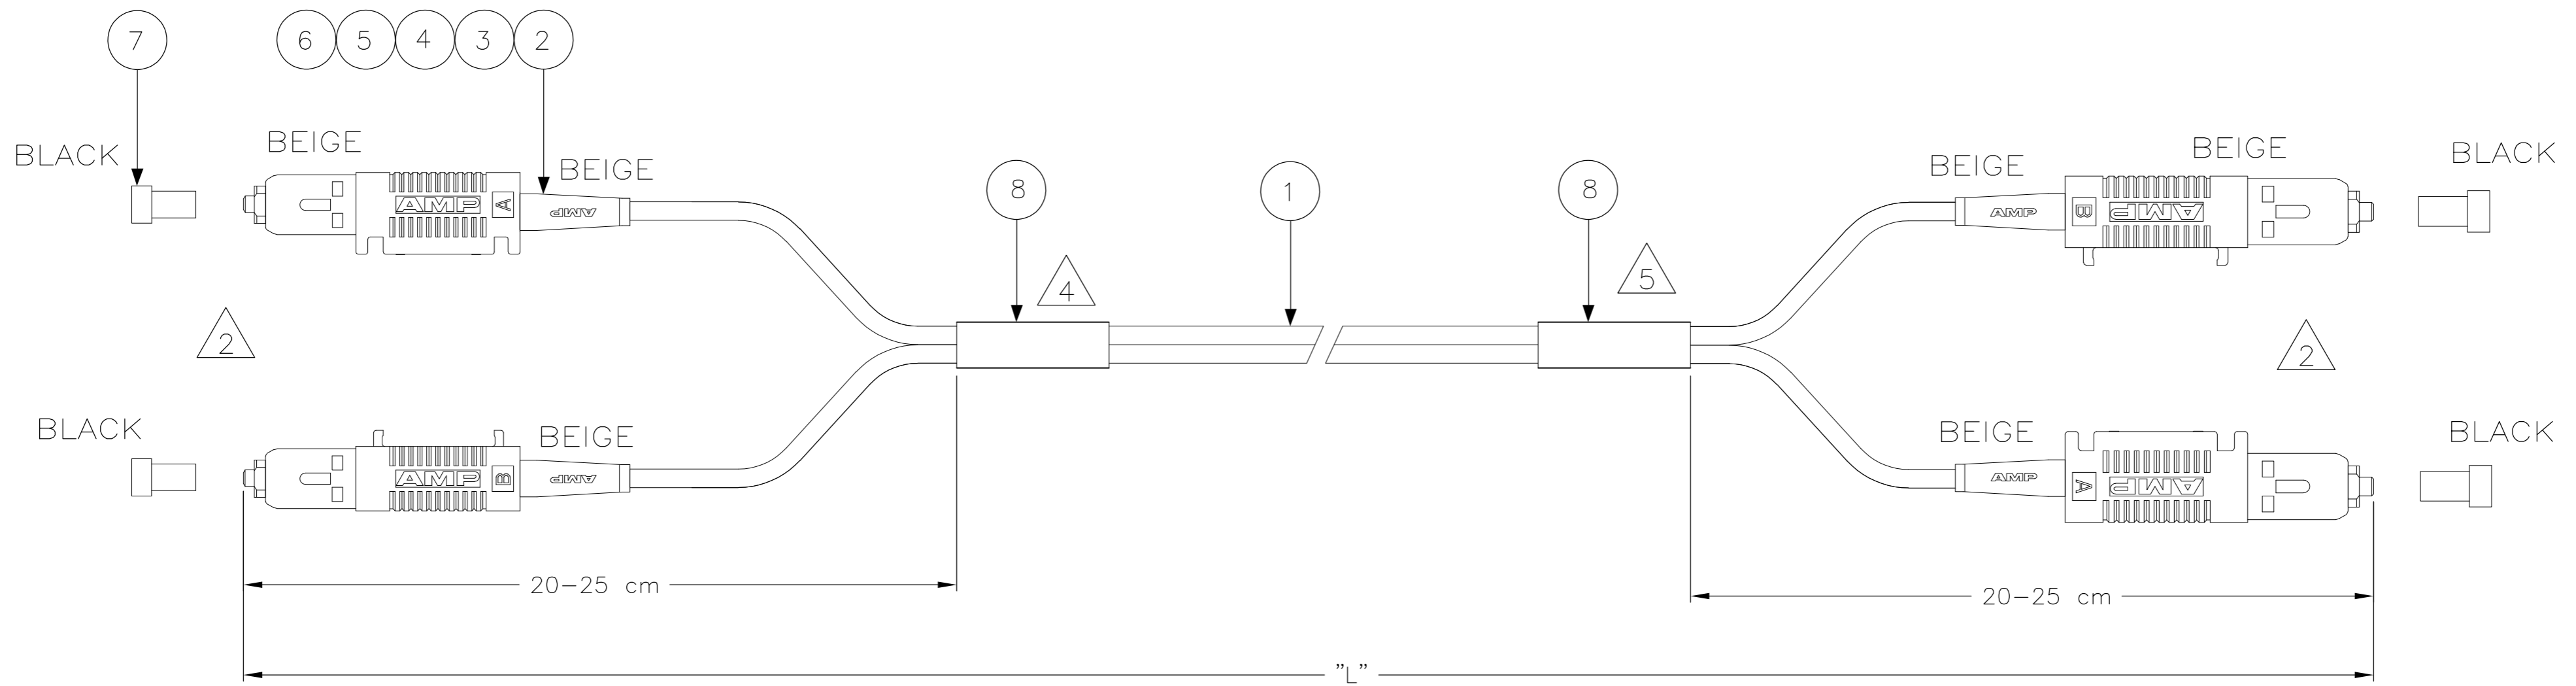 7 6 5 4 3 2
BLACK BEIGE BEIGE BEIGE BEIGE BLACK
8 1 8
AMP A AMP AMP B AMP
4 5
2 2
BLACK BEIGE BEIGE BLACK
AMP B AMP AMP A AMP
20-25 cm 20-25 cm
"L"